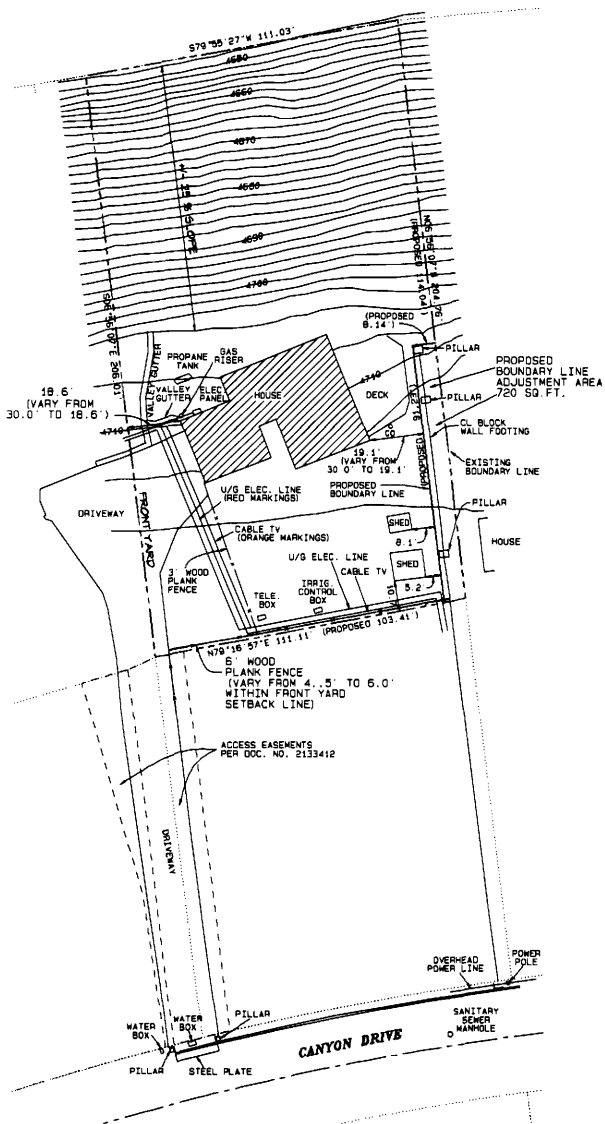 S79°55'27"W 111.03'
4650
4660
4670
4680
4690
4700
+/- 25 % SLOPE
(PROPOSED 114.04')
(PROPOSED
8.14')
VALLEY GUTTER
PROPANE
TANK
GAS
RISER
PILLAR
18.6'
(VARY FROM
30.0' TO 18.6')
VALLEY
GUTTER
ELEC
PANEL
HOUSE
4710
DECK
PILLAR
PROPOSED
BOUNDARY LINE
ADJUSTMENT AREA
720 SQ.FT.
4710
CL BLOCK
WALL FOOTING
19.1'
(VARY FROM
30.0' TO 19.1'
EXISTING
BOUNDARY LINE
PROPOSED
BOUNDARY LINE
U/G ELEC. LINE
(RED MARKINGS)
PILLAR
DRIVEWAY
FRONT YARD
CABLE TV
(ORANGE MARKINGS)
SHED
8.1'
HOUSE
3' WOOD
PLANK
FENCE
U/G ELEC. LINE
CABLE TV
SHED
TELE.
BOX
IRRIG.
CONTROL
BOX
5.2'
N79°16'57"E 111.11' (PROPOSED 103.41')
6' WOOD
PLANK FENCE
(VARY FROM 4..5' TO 6.0'
WITHIN FRONT YARD
SETBACK LINE)
ACCESS EASEMENTS
PER DOC. NO. 2133412
DRIVEWAY
OVERHEAD
POWER LINE
POWER
POLE
WATER
BOX
WATER
BOX
PILLAR
SANITARY
SEWER
MANHOLE
CANYON DRIVE
PILLAR
STEEL PLATE